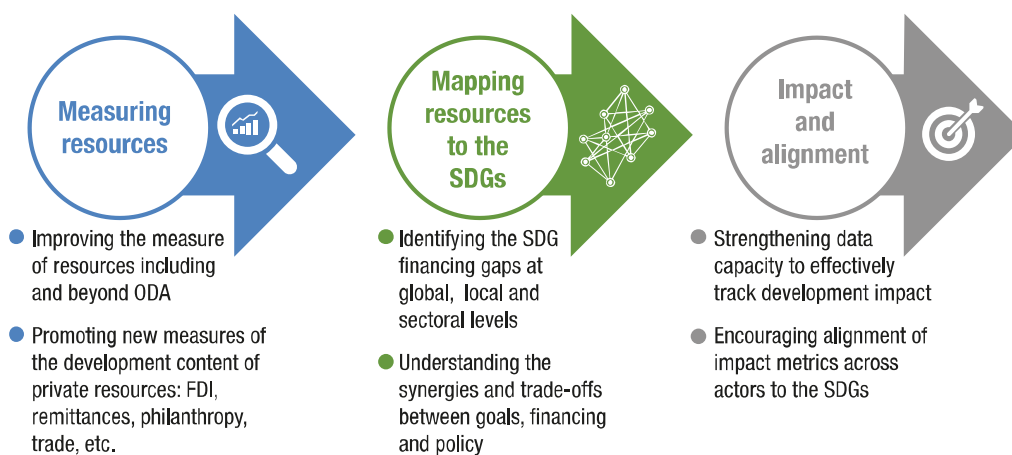 Measuring
resources
Improving the measure
of resources including
and beyond ODA
Promoting new measures of
the development content of
private resources: FDI,
remittances, philanthropy,
trade, etc.
Mapping
resources
to the
SDGs
Identifying the SDG
financing gaps at
global, local and
sectoral levels
Understanding the
synergies and trade-offs
between goals, financing
and policy
Impact
and
alignment
Strengthening data
capacity to effectively
track development impact
Encouraging alignment of
impact metrics across
actors to the SDGs